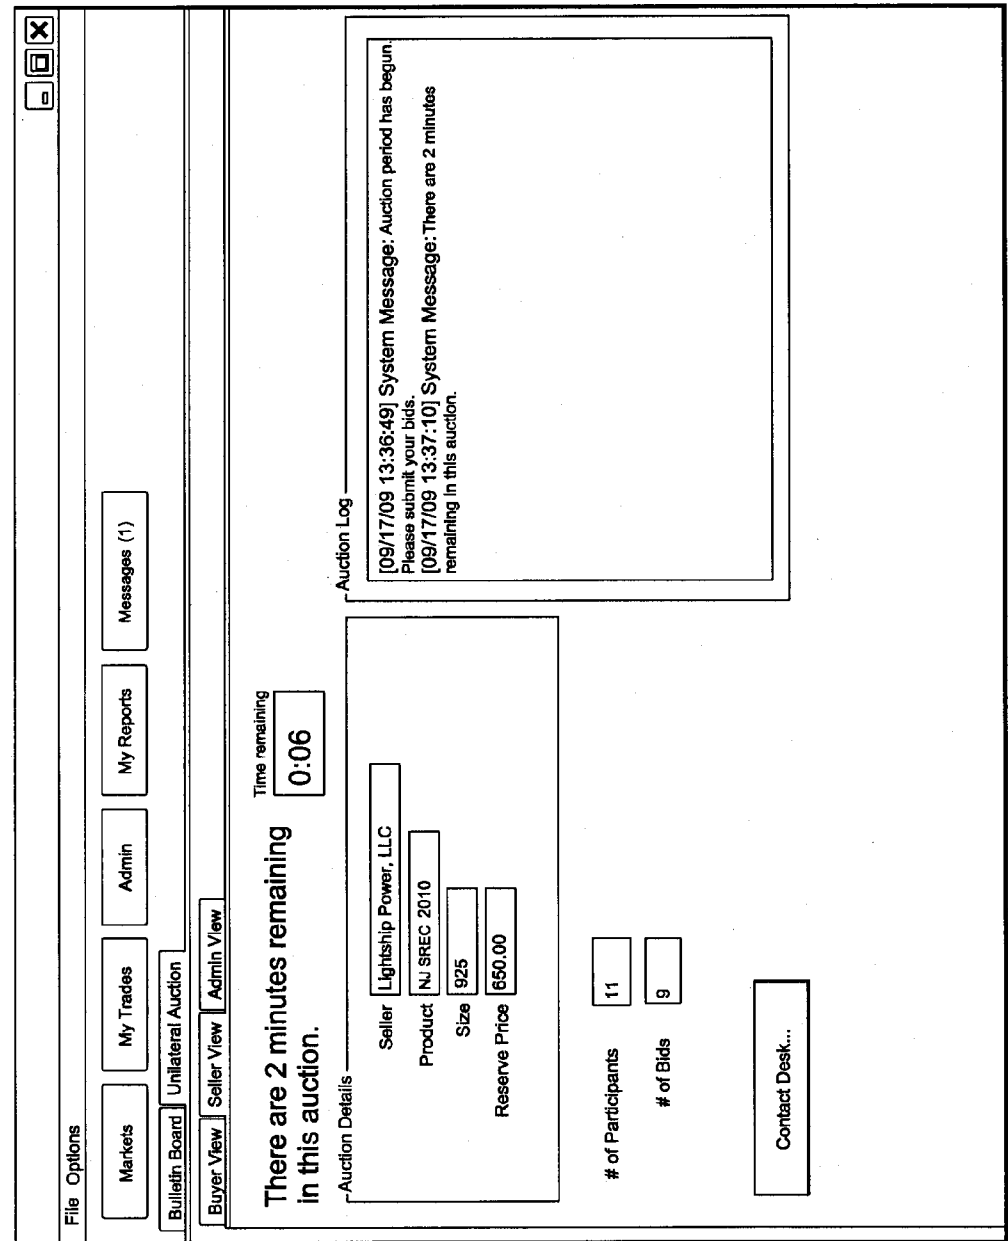 File Options
Markets
My Trades
Admin
My Reports
Messages (1)
Bulletin Board
Unilateral Auction
Buyer View
Seller View
Admin View
There are 2 minutes remaining
in this auction.
Time remaining
0:06
Auction Details
Seller Lightship Power, LLC
Product NJ SREC 2010
Size 925
Reserve Price 650.00
# of Participants 11
# of Bids 9
Contact Desk...
Auction Log
[09/17/09 13:36:49] System Message: Auction period has begun.
Please submit your bids.
[09/17/09 13:37:10] System Message: There are 2 minutes
remaining in this auction.